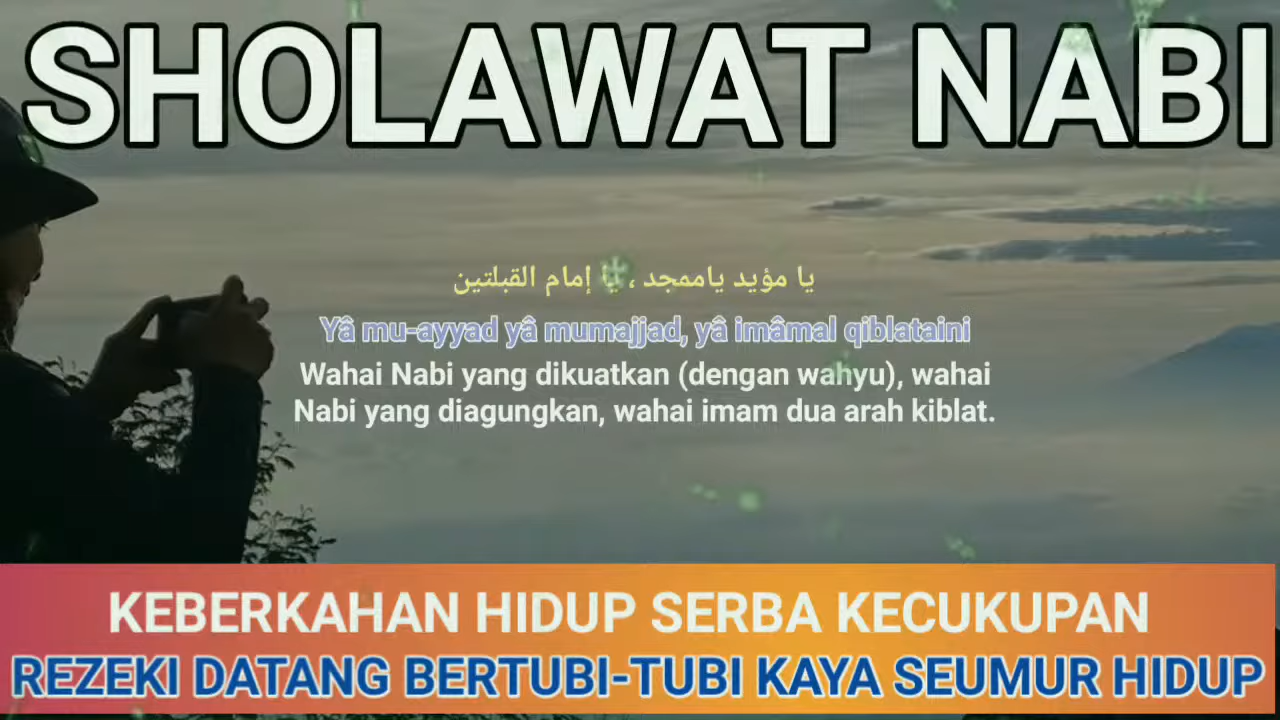 SHOLAWAT NABI
يا مؤيد ياممجد ، يا إمام القبلتين
Yâ mu-ayyad yâ mumajjad, yâ imâmal qiblataini
Wahai Nabi yang dikuatkan (dengan wahyu), wahai
Nabi yang diagungkan, wahai imam dua arah kiblat.
KEBERKAHAN HIDUP SERBA KECUKUPAN
REZEKI DATANG BERTUBI-TUBI KAYA SEUMUR HIDUP